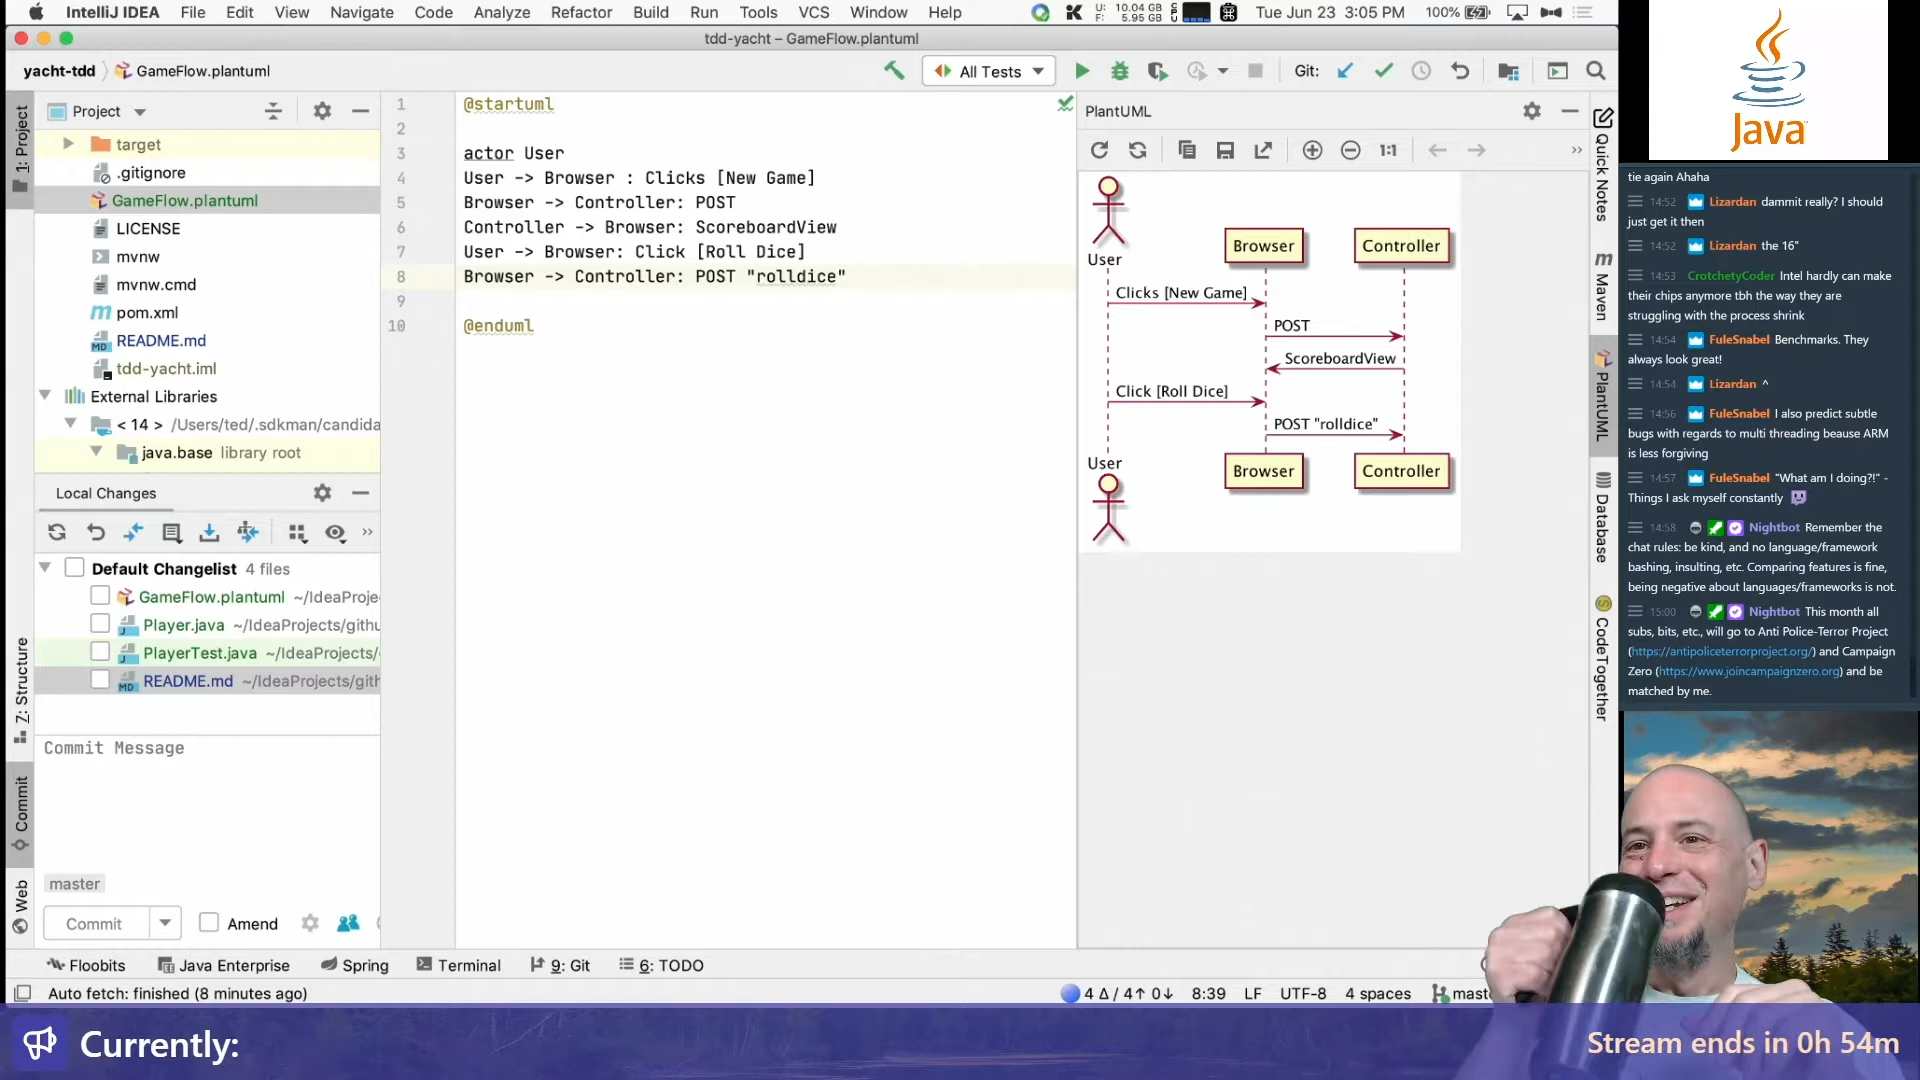 IntelliJ IDEA File Edit View Navigate Code Analyze Refactor Build Run Tools VCS Window Help
U: 10.04 GB
F: 5.95 GB
Tue Jun 23 3:05 PM 100%
tdd-yacht – GameFlow.plantuml
yacht-tdd GameFlow.plantuml
All Tests
Git:
1: Project
Z: Structure
Commit
Web
Project
target
.gitignore
GameFlow.plantuml
LICENSE
mvnw
mvnw.cmd
pom.xml
README.md
tdd-yacht.iml
External Libraries
< 14 > /Users/ted/.sdkman/candida
java.base library root
Local Changes
Default Changelist 4 files
GameFlow.plantuml ~/IdeaProje
Player.java ~/IdeaProjects/githu
PlayerTest.java ~/IdeaProjects/
README.md ~/IdeaProjects/gith
Commit Message
master
Commit Amend
1 @startuml
2
3 actor User
4 User -> Browser : Clicks [New Game]
5 Browser -> Controller: POST
6 Controller -> Browser: ScoreboardView
7 User -> Browser: Click [Roll Dice]
8 Browser -> Controller: POST "rolldice"
9
10 @enduml
PlantUML
1:1
User
Browser
Controller
Clicks [New Game]
POST
ScoreboardView
Click [Roll Dice]
POST "rolldice"
User
Browser
Controller
Quick Notes
Maven
PlantUML
Database
CodeTogether
Floobits Java Enterprise Spring Terminal 9: Git 6: TODO
Auto fetch: finished (8 minutes ago)
4 Δ / 4↑ 0↓ 8:39 LF UTF-8 4 spaces
Java
tie again Ahaha
14:52 Lizardan dammit really? I should
just get it then
14:52 Lizardan the 16"
14:53 CrotchetyCoder Intel hardly can make
their chips anymore tbh the way they are
struggling with the process shrink
14:54 FuleSnabel Benchmarks. They
always look great!
14:54 Lizardan ^
14:56 FuleSnabel I also predict subtle
bugs with regards to multi threading beause ARM
is less forgiving
14:57 FuleSnabel "What am I doing?!" -
Things I ask myself constantly
14:58 Nightbot Remember the
chat rules: be kind, and no language/framework
bashing, insulting, etc. Comparing features is fine,
being negative about languages/frameworks is not.
15:00 Nightbot This month all
subs, bits, etc., will go to Anti Police-Terror Project
(https://antipoliceterrorproject.org/) and Campaign
Zero (https://www.joincampaignzero.org) and be
matched by me.
Currently:
Stream ends in 0h 54m